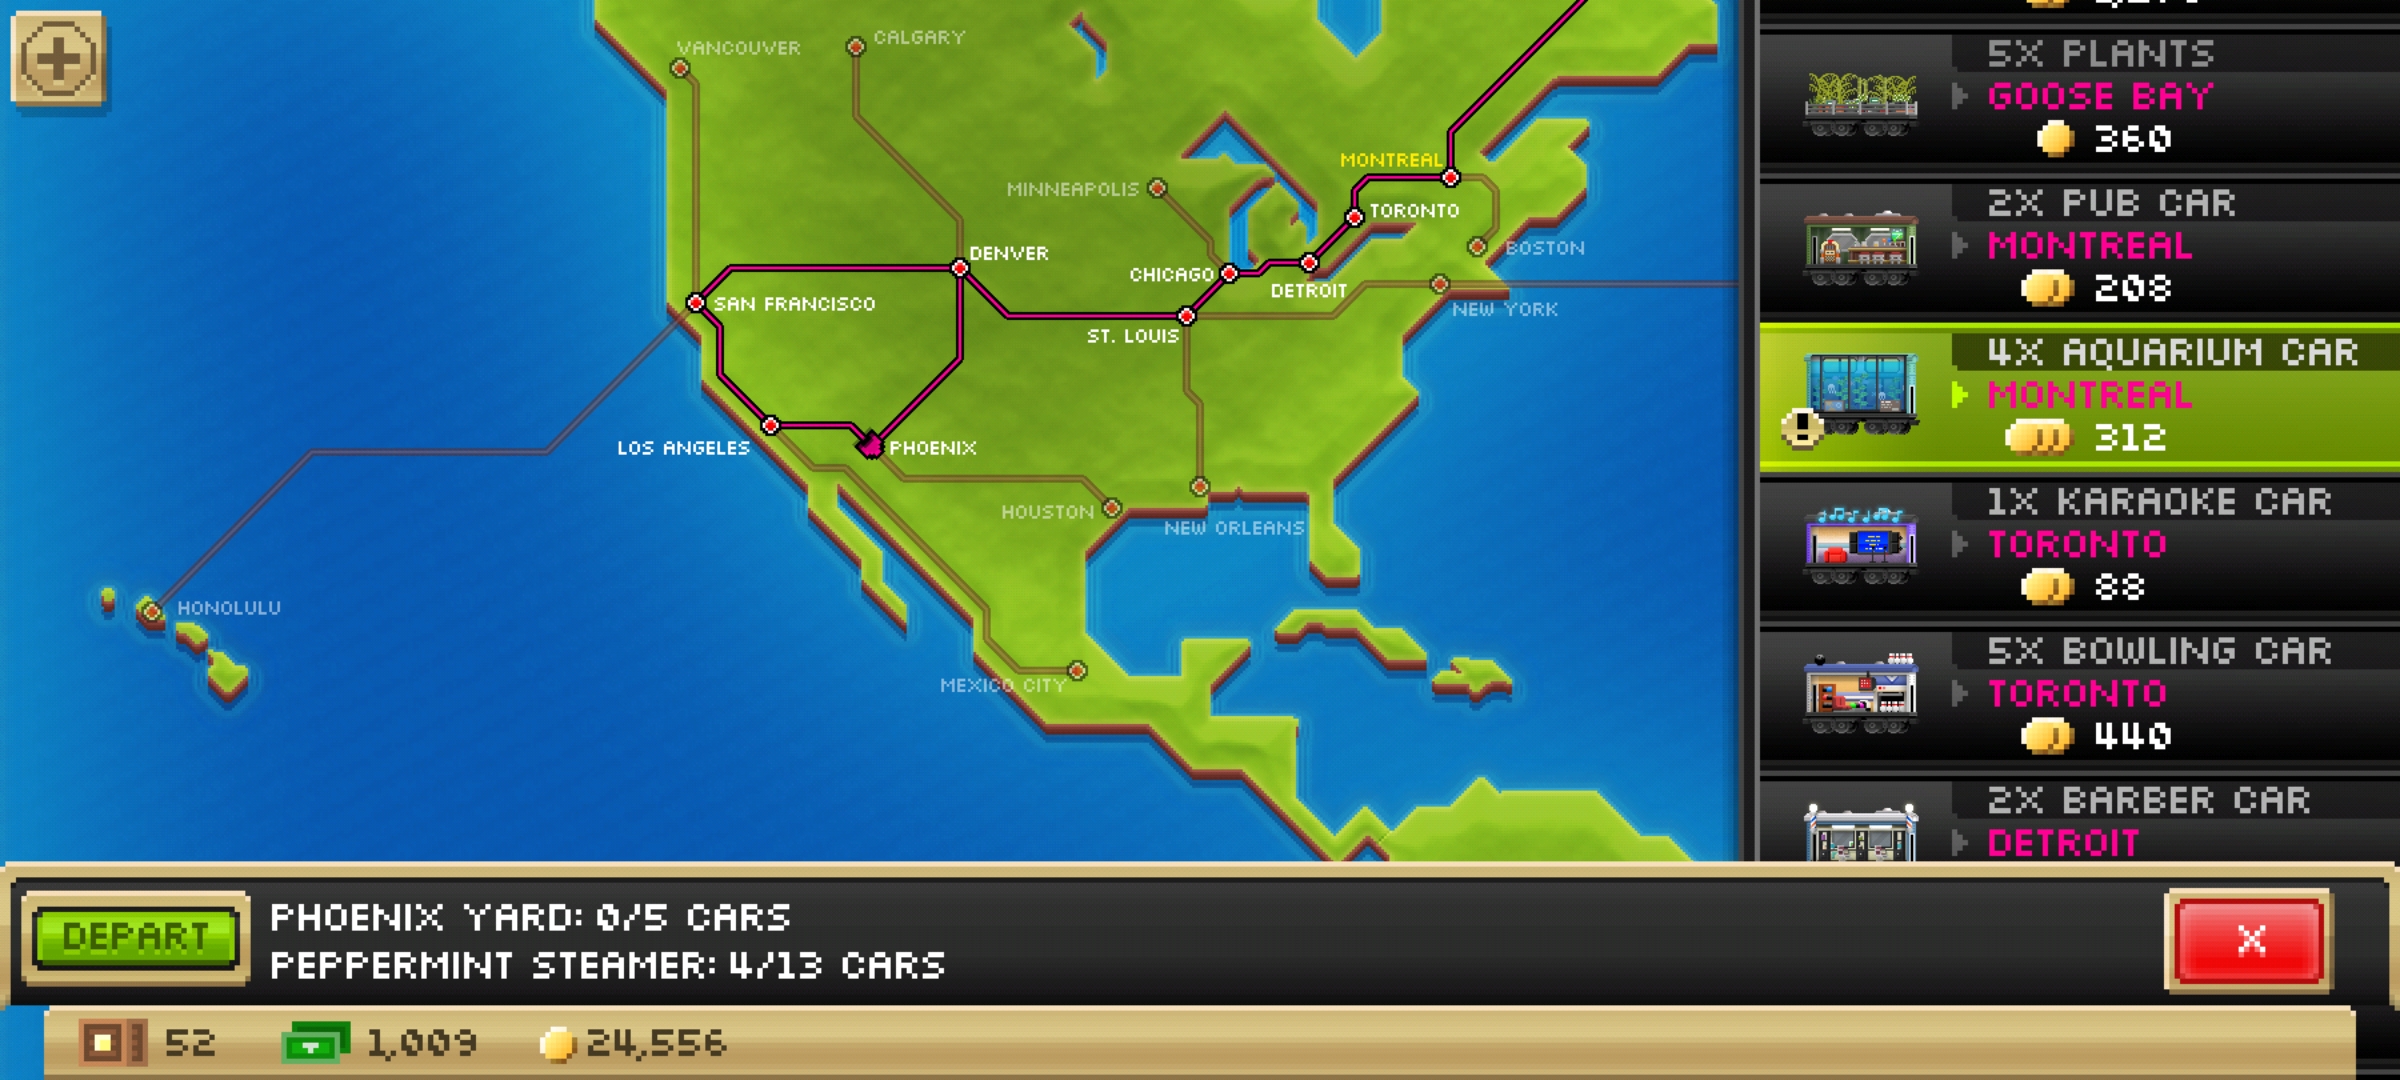 VANCOUVER
CALGARY
MINNEAPOLIS
MONTREAL
TORONTO
BOSTON
DENVER
CHICAGO
DETROIT
SAN FRANCISCO
NEW YORK
ST. LOUIS
LOS ANGELES
PHOENIX
HOUSTON
NEW ORLEANS
HONOLULU
MEXICO CITY
5X PLANTS
GOOSE BAY
360
2X PUB CAR
MONTREAL
208
4X AQUARIUM CAR
MONTREAL
312
1X KARAOKE CAR
TORONTO
88
5X BOWLING CAR
TORONTO
440
2X BARBER CAR
DETROIT
DEPART
PHOENIX YARD: 0/5 CARS
PEPPERMINT STEAMER: 4/13 CARS
X
52
1,009
24,556